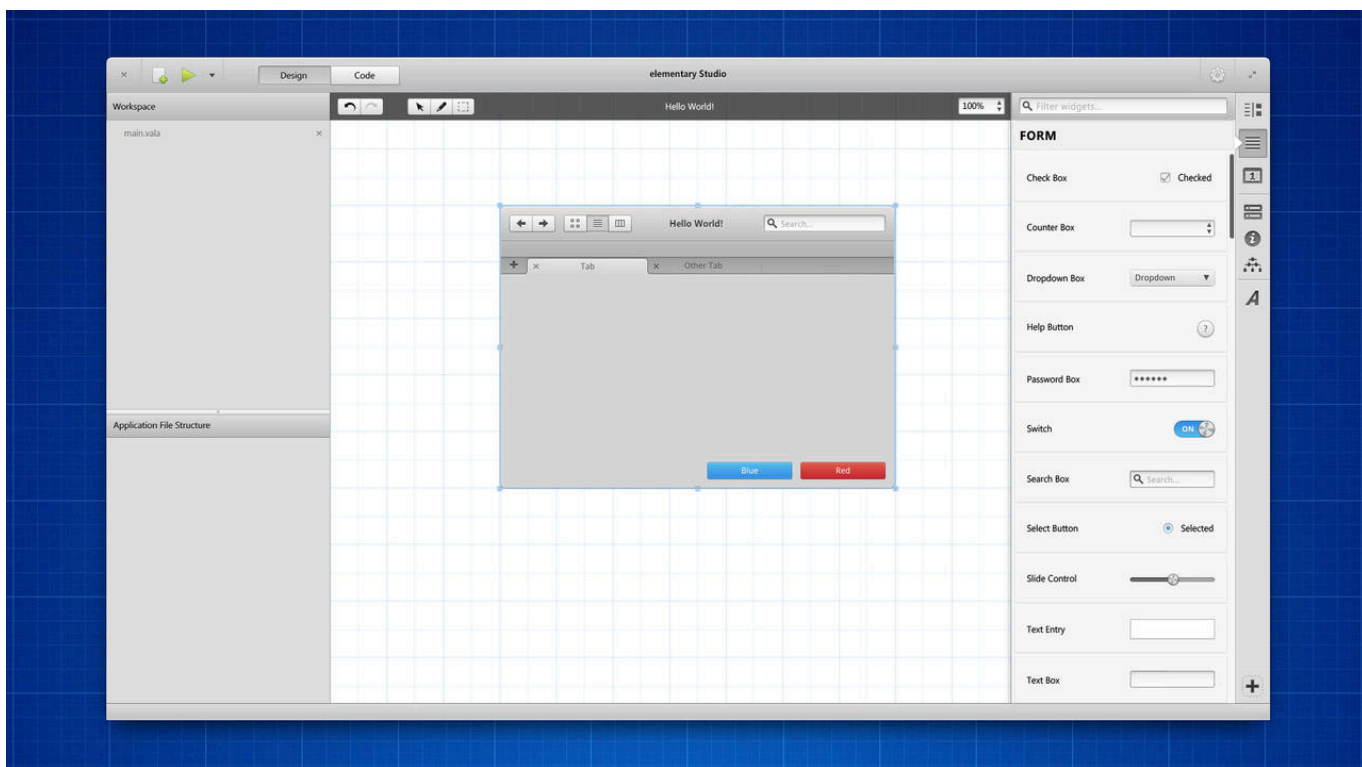 Design Code elementary Studio
Workspace
Hello World!
100%
Filter widgets...
main.vala
FORM
Check Box Checked
Counter Box
Dropdown Box Dropdown
Help Button ?
Password Box
Switch ON
Search Box Search...
Select Button Selected
Slide Control
Text Entry
Text Box
Hello World! Search...
Tab Other Tab
Blue Red
Application File Structure